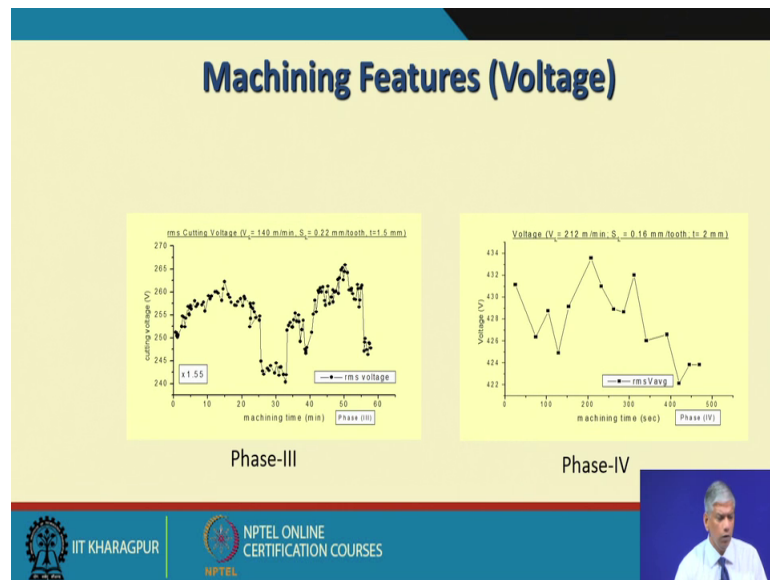 Machining Features (Voltage)
rms Cutting Voltage (Vc= 140 m/min, So= 0.22 mm/tooth, t=1.5 mm)
270
265
260
255
250
245
240
cutting voltage (V)
x1.55
rms voltage
0 10 20 30 40 50 60
machining time (min)
Phase (III)
Phase-III
Voltage (Vc= 212 m/min; So= 0.16 mm/tooth; t= 2 mm)
434
432
430
428
426
424
422
Voltage (V)
rmsVavg
0 100 200 300 400 500
machining time (sec)
Phase (IV)
Phase-IV
IIT KHARAGPUR
NPTEL
NPTEL ONLINE
CERTIFICATION COURSES